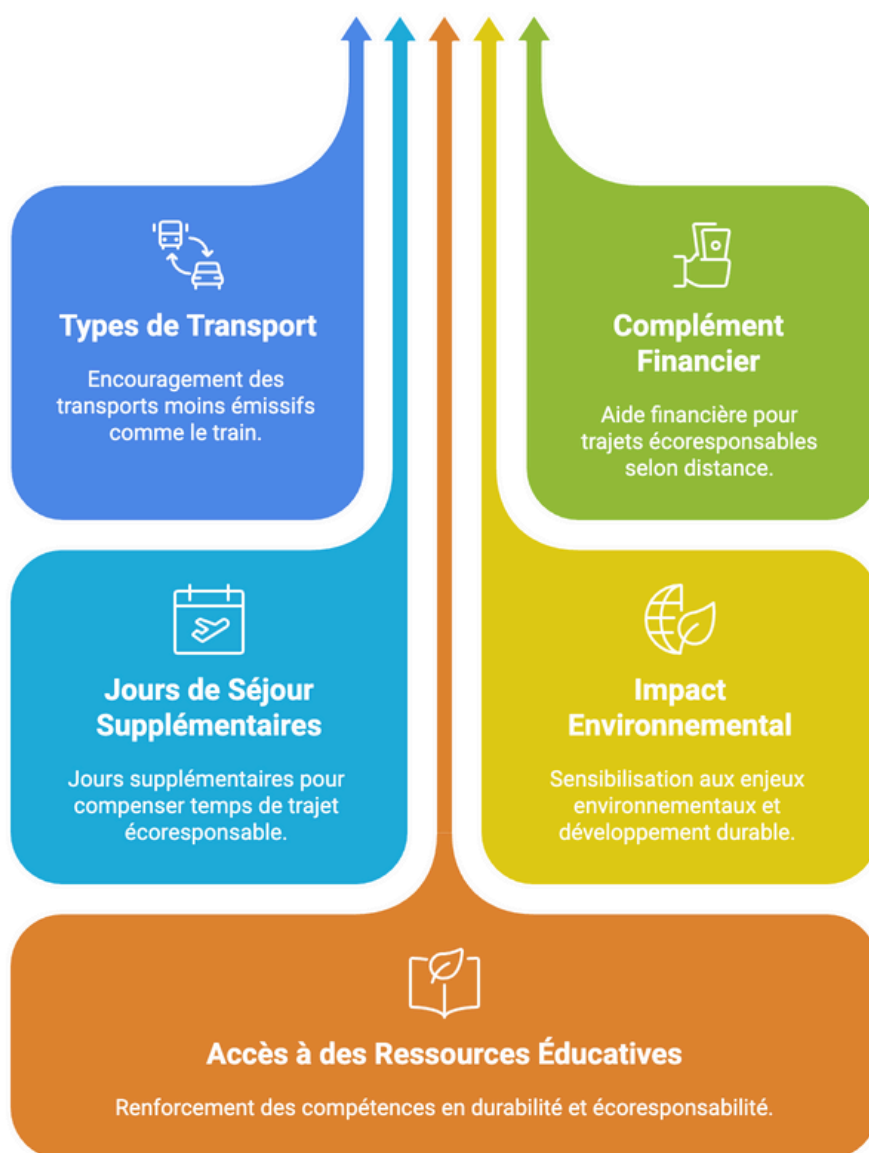 Types de Transport
Encouragement des
transports moins émissifs
comme le train.
Complément
Financier
Aide financière pour
trajets écoresponsables
selon distance.
Jours de Séjour
Supplémentaires
Jours supplémentaires pour
compenser temps de trajet
écoresponsable.
Impact
Environnemental
Sensibilisation aux enjeux
environnementaux et
développement durable.
Accès à des Ressources Éducatives
Renforcement des compétences en durabilité et écoresponsabilité.